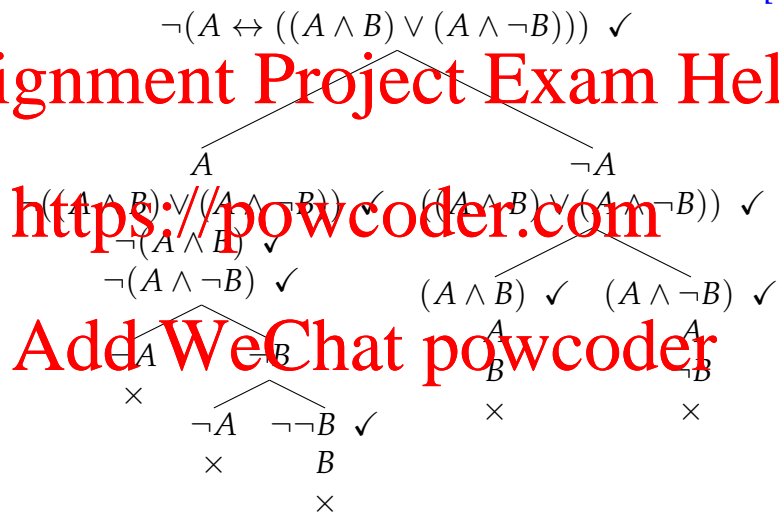 ¬(A ↔ ((A ∧ B) ∨ (A ∧ ¬B))) ✓
ignment Project Exam Hel
A ¬A
¬((A ∧ B) ∨ (A ∧ ¬B)) ✓ ((A ∧ B) ∨ (A ∧ ¬B)) ✓
https://powcoder.com
¬(A ∧ B) ✓
¬(A ∧ ¬B) ✓ (A ∧ B) ✓ (A ∧ ¬B) ✓
A A
Add WeChat powcoder
¬A ¬B
B ¬B
× × ×
¬A ¬¬B ✓
× B
×